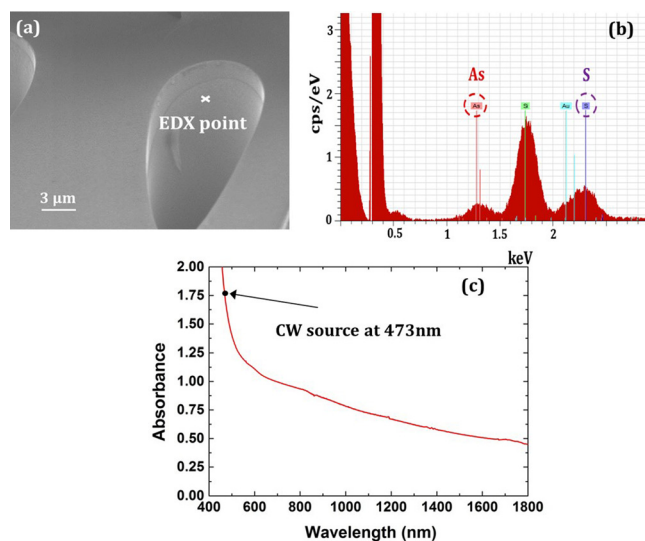 (a)
EDX point
3 μm
(b)
cps/eV
3
2
1
0
As
S
As
Si
Au
S
0.5
1
2
keV
(c)
Absorbance
2.00
1.75
1.50
1.25
1.00
0.75
0.50
0.25
0.00
CW source at 473nm
400 600 800 1000 1200 1400 1600 1800
Wavelength (nm)